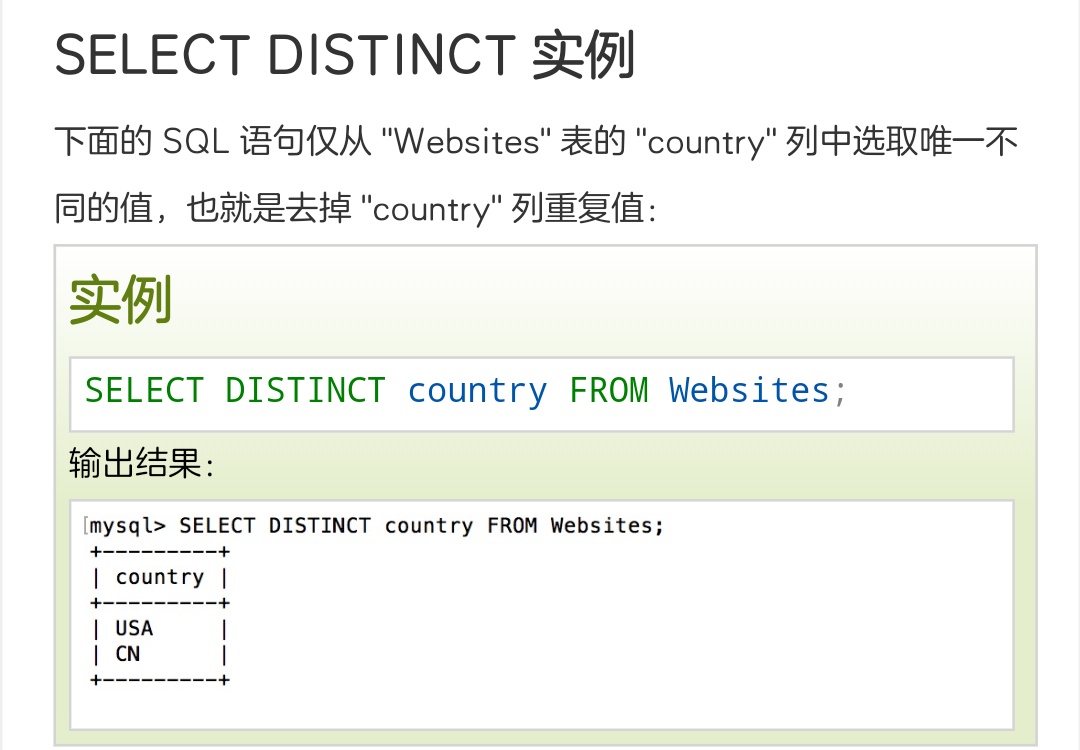 SELECT DISTINCT 实例
下面的 SQL 语句仅从 "Websites" 表的 "country" 列中选取唯一不
同的值，也就是去掉 "country" 列重复值：
实例
SELECT DISTINCT country FROM Websites;
输出结果：
[mysql> SELECT DISTINCT country FROM Websites;
+---------+
| country |
+---------+
| USA     |
| CN      |
+---------+